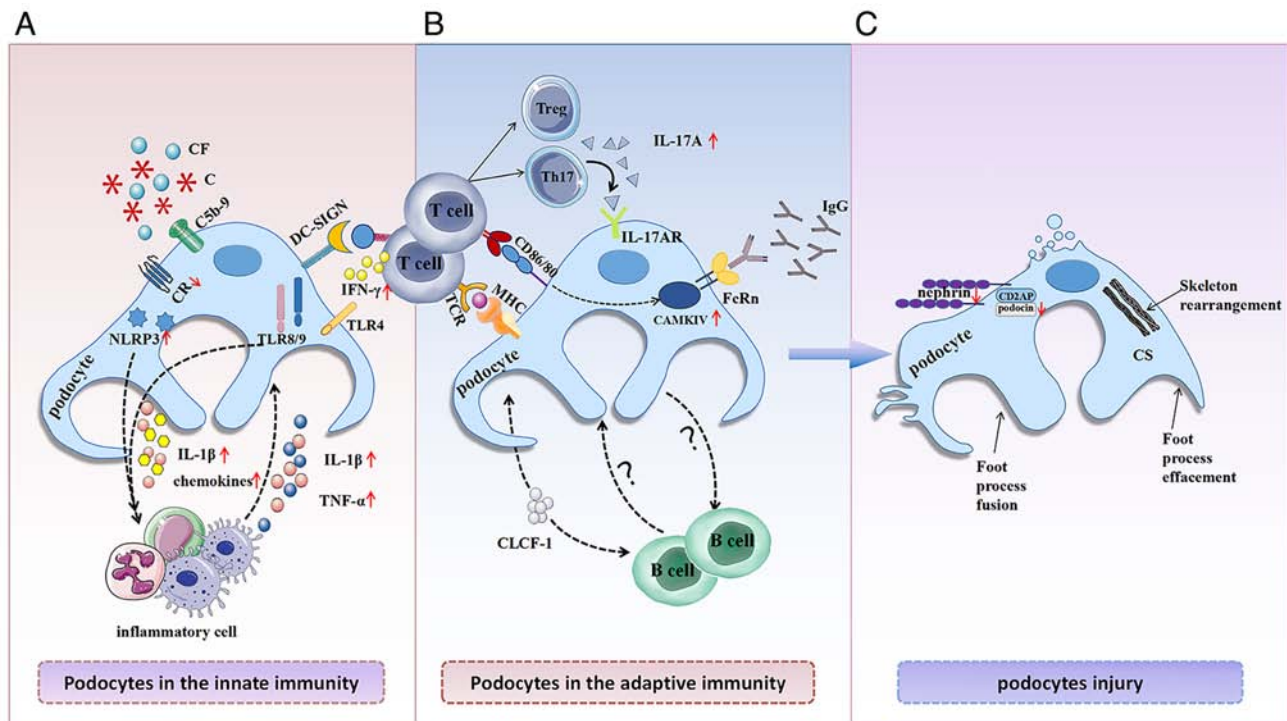 A
CF
C
C5b-9
DC-SIGN
CR
IFN-γ
NLRP3
TLR8/9
TLR4
podocyte
IL-1β
chemokines
IL-1β
TNF-α
inflammatory cell
Podocytes in the innate immunity
B
Treg
IL-17A
Th17
T cell
T cell
IgG
CD86/80
IL-17AR
TCR
MHC
FcRn
CAMKIV
podocyte
?
?
CLCF-1
B cell
B cell
Podocytes in the adaptive immunity
C
nephrin
CD2AP
podocin
Skeleton
rearrangement
podocyte
CS
Foot
process
fusion
Foot
process
effacement
podocytes injury